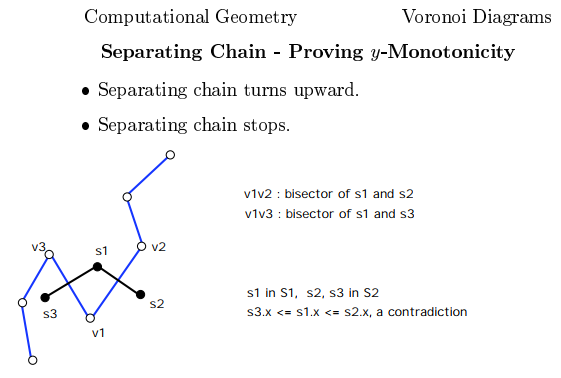 Computational Geometry Voronoi Diagrams
Separating Chain - Proving y-Monotonicity
• Separating chain turns upward.
• Separating chain stops.
v1v2 : bisector of s1 and s2
v1v3 : bisector of s1 and s3
v3
s1
v2
s2
s3
v1
s1 in S1, s2, s3 in S2
s3.x <= s1.x <= s2.x, a contradiction